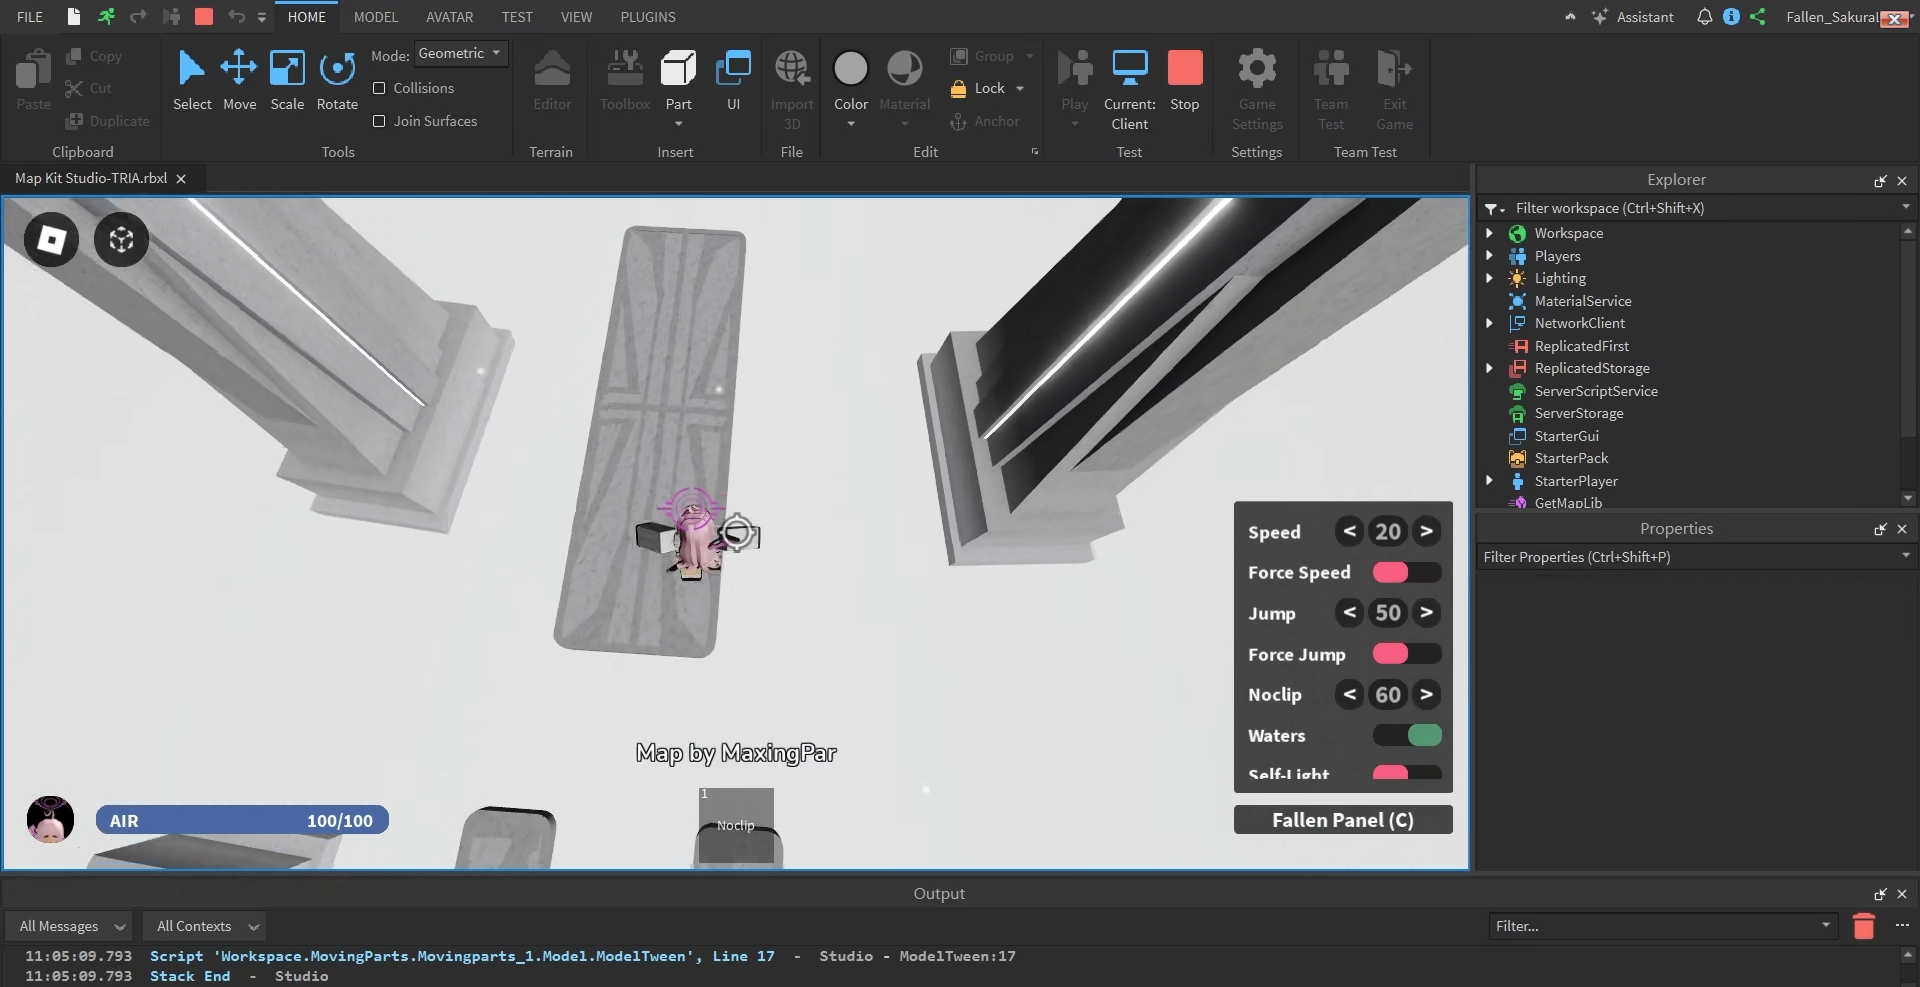 FILE HOME MODEL AVATAR TEST VIEW PLUGINS Assistant Fallen_Sakural
Paste Copy Cut Duplicate
Clipboard
Select Move Scale Rotate
Mode: Geometric
Collisions
Join Surfaces
Tools
Editor
Terrain
Toolbox Part UI
Insert
Import 3D
File
Color Material
Group
Lock
Anchor
Edit
Play Current: Client Stop
Test
Game Settings
Settings
Team Test Exit Game
Team Test
Map Kit Studio-TRIA.rbxl
Explorer
Filter workspace (Ctrl+Shift+X)
Workspace
Players
Lighting
MaterialService
NetworkClient
ReplicatedFirst
ReplicatedStorage
ServerScriptService
ServerStorage
StarterGui
StarterPack
StarterPlayer
GetMapLib
Properties
Filter Properties (Ctrl+Shift+P)
Speed < 20 >
Force Speed
Jump < 50 >
Force Jump
Noclip < 60 >
Waters
Self-Light
Fallen Panel (C)
Map by MaxingPar
AIR 100/100
1
Noclip
Output
All Messages All Contexts Filter...
11:05:09.793 Script 'Workspace.MovingParts.Movingparts_1.Model.ModelTween', Line 17 - Studio - ModelTween:17
11:05:09.793 Stack End - Studio